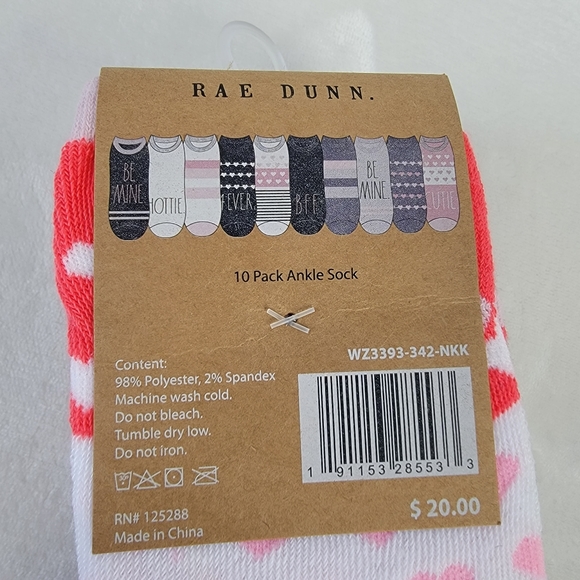 RAE DUNN.
BE MINE HOTTIE FEVER BFF BE MINE. CUTIE
10 Pack Ankle Sock
WZ3393-342-NKK
Content:
98% Polyester, 2% Spandex
Machine wash cold.
Do not bleach.
Tumble dry low.
Do not iron.
1 91153 28553 3
RN# 125288
Made in China
$ 20.00